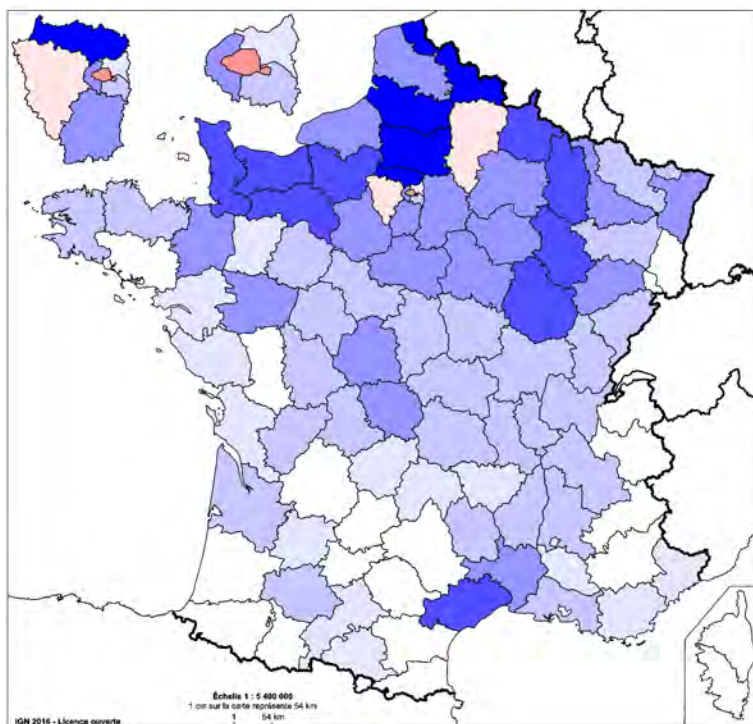 Échelle 1 : 5 400 000
1 cm sur la carte représente 54 km
1 54 km
IGN 2016 - Licence ouverte